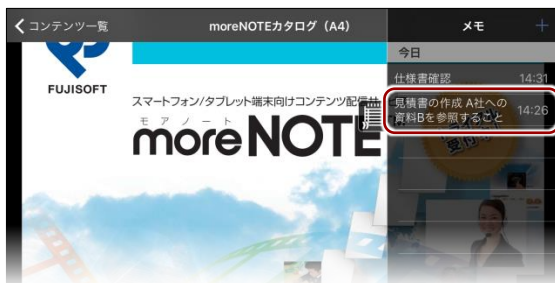 コンテンツ一覧
moreNOTEカタログ（A4）
メモ
今日
仕様書確認 14:31
見積書の作成 A社への
資料Bを参照すること 14:26
FUJISOFT
スマートフォン/タブレット端末向けコンテンツ配信サ
モアノート
moreNOTE
受付